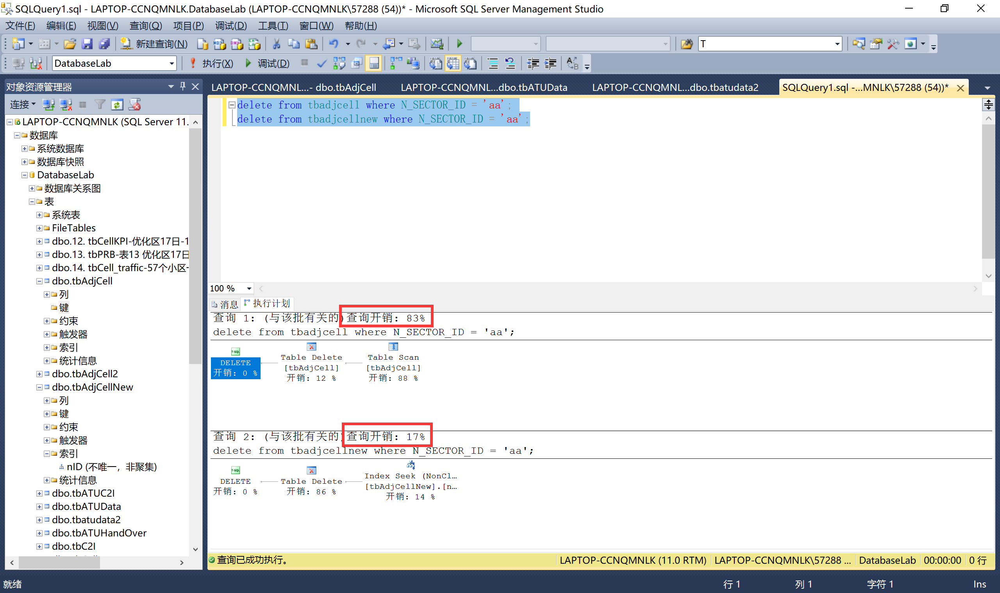 SQLQuery1.sql - LAPTOP-CCNQMNLK.DatabaseLab (LAPTOP-CCNQMNLK\57288 (54))* - Microsoft SQL Server Management Studio
文件(F) 编辑(E) 视图(V) 查询(Q) 项目(P) 调试(D) 工具(T) 窗口(W) 帮助(H)
新建查询(N) T
DatabaseLab 执行(X) 调试(D)
对象资源管理器
连接
LAPTOP-CCNQMNLK (SQL Server 11.
数据库
系统数据库
数据库快照
DatabaseLab
数据库关系图
表
系统表
FileTables
dbo.12. tbCellKPI-优化区17日-1
dbo.13. tbPRB-表13 优化区17日
dbo.14. tbCell_traffic-57个小区-
dbo.tbAdjCell
列
键
约束
触发器
索引
统计信息
dbo.tbAdjCell2
dbo.tbAdjCellNew
列
键
约束
触发器
索引
nID (不唯一，非聚集)
统计信息
dbo.tbATUC2I
dbo.tbATUData
dbo.tbatudata2
dbo.tbATUHandOver
dbo.tbC2I
LAPTOP-CCNQMNL...- dbo.tbAdjCell LAPTOP-CCNQMNL...dbo.tbATUData LAPTOP-CCNQMNL...dbo.tbatudata2 SQLQuery1.sql -...MNLK\57288 (54))*
delete from tbadjcell where N_SECTOR_ID = 'aa';
delete from tbadjcellnew where N_SECTOR_ID = 'aa';
100 %
消息 执行计划
查询 1: (与该批有关的)查询开销: 83%
delete from tbadjcell where N_SECTOR_ID = 'aa';
T-SQL
DELETE
开销: 0 %
Table Delete
[tbAdjCell]
开销: 12 %
Table Scan
[tbAdjCell]
开销: 88 %
查询 2: (与该批有关的)查询开销: 17%
delete from tbadjcellnew where N_SECTOR_ID = 'aa';
T-SQL
DELETE
开销: 0 %
Table Delete
开销: 86 %
Index Seek (NonCl…
[tbAdjCellNew].[n…
开销: 14 %
查询已成功执行。 LAPTOP-CCNQMNLK (11.0 RTM) LAPTOP-CCNQMNLK\57288 ... DatabaseLab 00:00:00 0 行
就绪 行 1 列 1 字符 1 Ins